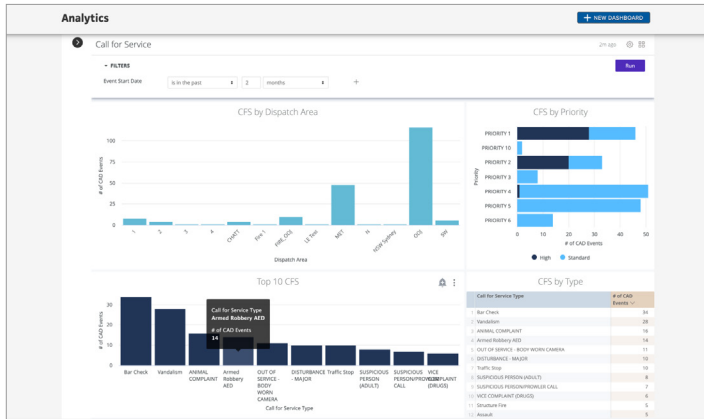 Analytics
+ NEW DASHBOARD
Call for Service
2m ago
FILTERS
Run
Event Start Date
is in the past
2
months
+
CFS by Dispatch Area
# of CAD Events
100
75
50
25
0
1
2
3
4
CHATT
Fire 1
FIRE_OCJ
LE Test
MET
N
NSW Sydney
OCJ
SW
Dispatch Area
CFS by Priority
Priority
PRIORITY 1
PRIORITY 10
PRIORITY 2
PRIORITY 3
PRIORITY 4
PRIORITY 5
PRIORITY 6
0 10 20 30 40 50
# of CAD Events
High Standard
Top 10 CFS
# of CAD Events
30
20
10
0
Call for Service Type
Armed Robbery AED
# of CAD Events
14
Bar Check
Vandalism
ANIMAL
COMPLAINT
Armed
Robbery
AED
OUT OF
SERVICE -
BODY
WORN
CAMERA
DISTURBANCE
- MAJOR
Traffic Stop
SUSPICIOUS
PERSON
(ADULT)
SUSPICIOUS
PERSON/PROWLER
CALL
VICE
COMPLAINT
(DRUGS)
Call for Service Type
CFS by Type
Call for Service Type
# of CAD
Events
1 Bar Check 34
2 Vandalism 28
3 ANIMAL COMPLAINT 16
4 Armed Robbery AED 14
5 OUT OF SERVICE - BODY WORN CAMERA 11
6 DISTURBANCE - MAJOR 10
7 Traffic Stop 10
8 SUSPICIOUS PERSON (ADULT) 8
9 SUSPICIOUS PERSON/PROWLER CALL 7
10 VICE COMPLAINT (DRUGS) 6
11 Structure Fire 5
12 Assault 5